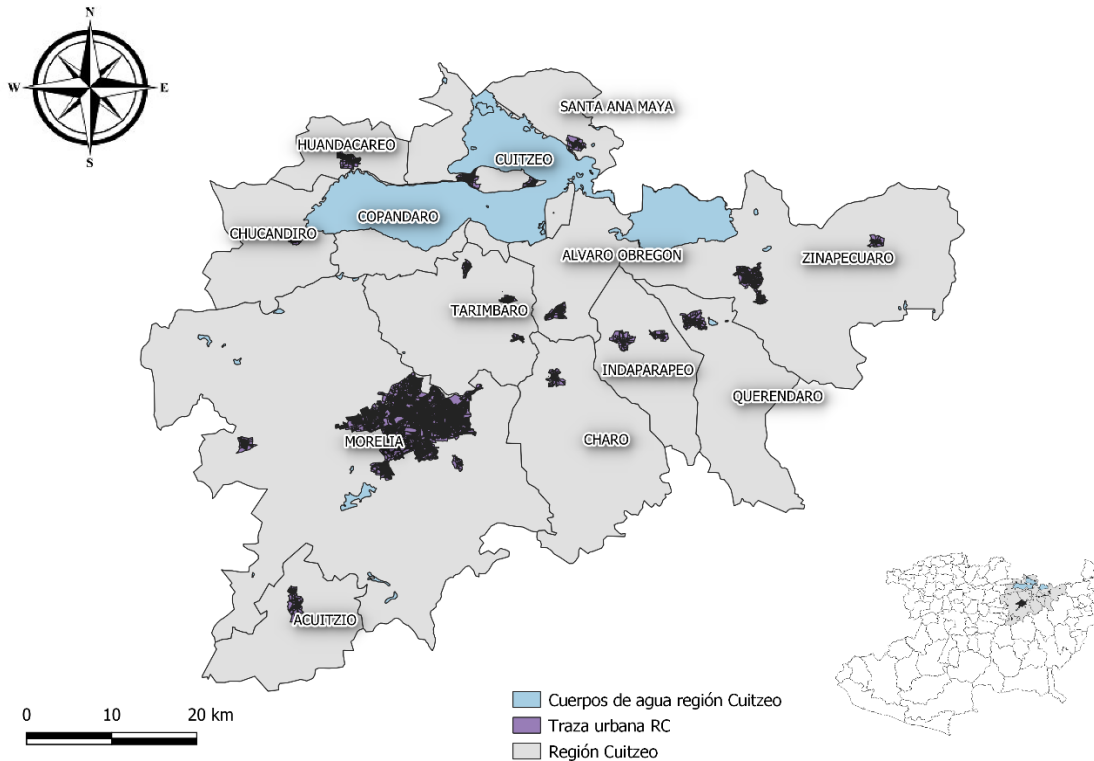 N
W
E
S
SANTA ANA MAYA
HUANDACAREO
CUITZEO
COPANDARO
CHUCANDIRO
ALVARO OBREGON
ZINAPECUARO
TARIMBARO
INDAPARAPEO
QUERENDARO
MORELIA
CHARO
ACUITZIO
0 10 20 km
Cuerpos de agua región Cuitzeo
Traza urbana RC
Región Cuitzeo